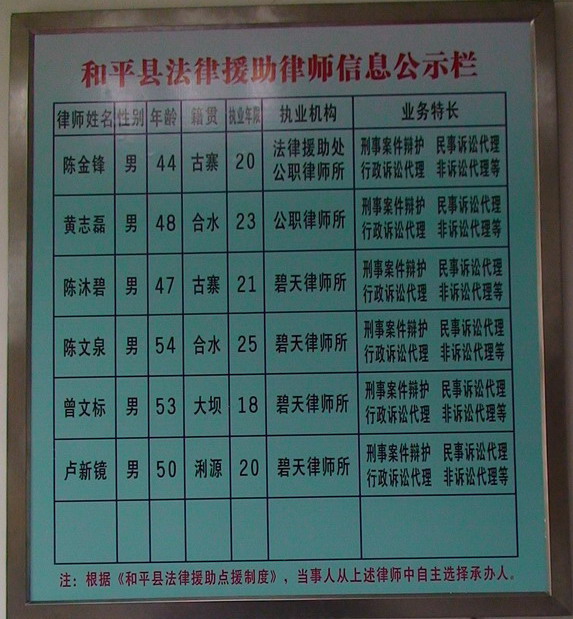 和平县法律援助律师信息公示栏
律师姓名 性别 年龄 籍贯 执业年限 执业机构 业务特长
陈金锋 男 44 古寨 20 法律援助处 公职律师所 刑事案件辩护 民事诉讼代理
行政诉讼代理 非诉讼代理等
黄志磊 男 48 合水 23 公职律师所 刑事案件辩护 民事诉讼代理
行政诉讼代理 非诉讼代理等
陈沐碧 男 47 古寨 21 碧天律师所 刑事案件辩护 民事诉讼代理
行政诉讼代理 非诉讼代理等
陈文泉 男 54 合水 25 碧天律师所 刑事案件辩护 民事诉讼代理
行政诉讼代理 非诉讼代理等
曾文标 男 53 大坝 18 碧天律师所 刑事案件辩护 民事诉讼代理
行政诉讼代理 非诉讼代理等
卢新镜 男 50 浰源 20 碧天律师所 刑事案件辩护 民事诉讼代理
行政诉讼代理 非诉讼代理等
注：根据《和平县法律援助点援制度》，当事人从上述律师中自主选择承办人。